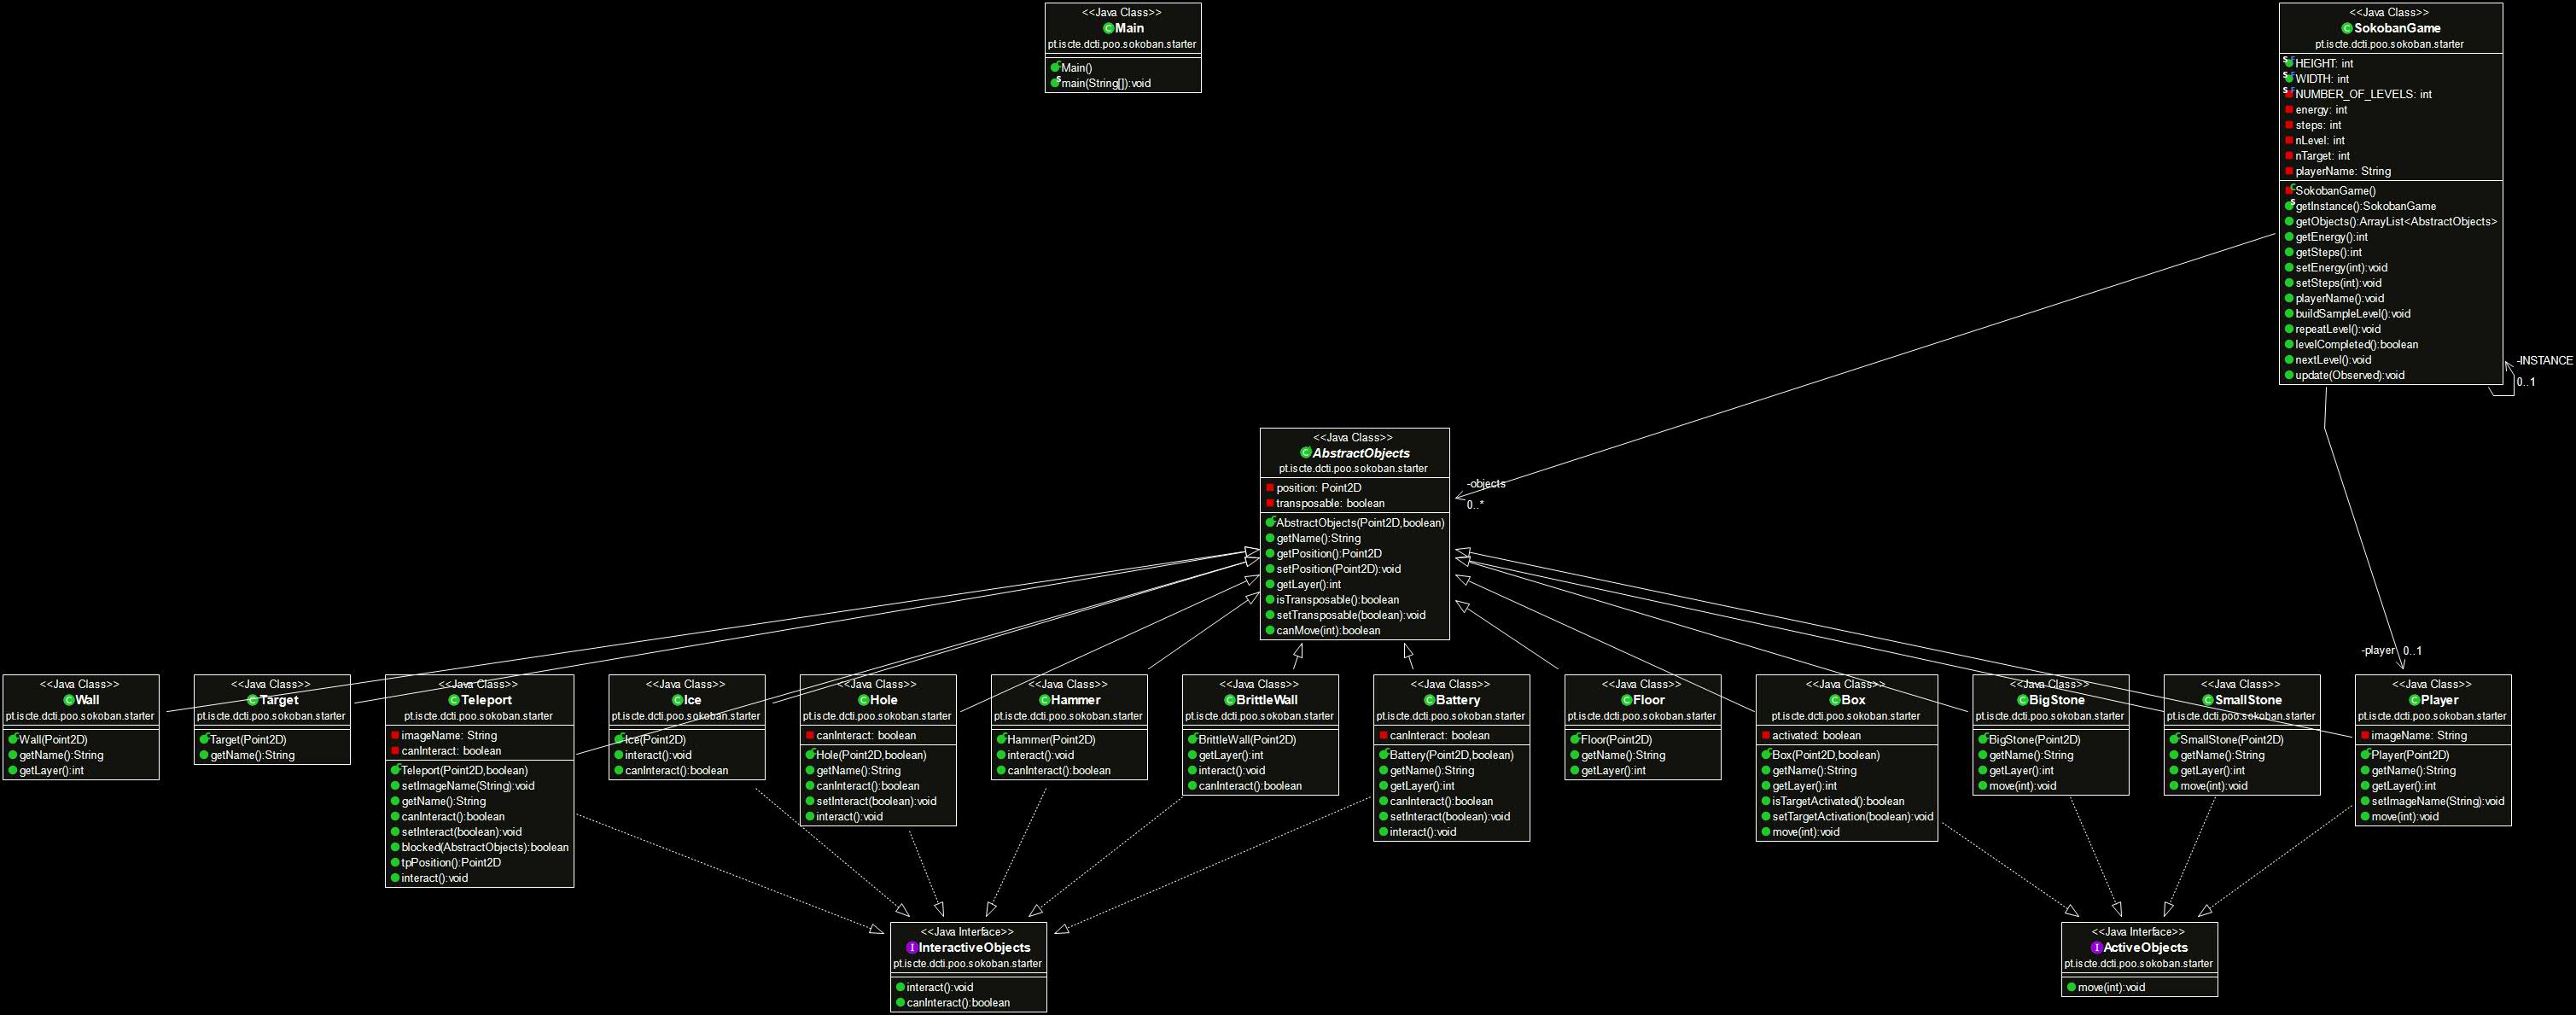 <<Java Class>>
Main
pt.iscte.dcti.poo.sokoban.starter
Main()
main(String[]):void
<<Java Class>>
SokobanGame
pt.iscte.dcti.poo.sokoban.starter
HEIGHT: int
WIDTH: int
NUMBER_OF_LEVELS: int
energy: int
steps: int
nLevel: int
nTarget: int
playerName: String
SokobanGame()
getInstance():SokobanGame
getObjects():ArrayList<AbstractObjects>
getEnergy():int
getSteps():int
setEnergy(int):void
setSteps(int):void
playerName():void
buildSampleLevel():void
repeatLevel():void
levelCompleted():boolean
nextLevel():void
update(Observed):void
-INSTANCE
0..1
<<Java Class>>
AbstractObjects
pt.iscte.dcti.poo.sokoban.starter
position: Point2D
transposable: boolean
AbstractObjects(Point2D,boolean)
getName():String
getPosition():Point2D
setPosition(Point2D):void
getLayer():int
isTransposable():boolean
setTransposable(boolean):void
canMove(int):boolean
-objects
0..*
-player 0..1
<<Java Class>>
Wall
pt.iscte.dcti.poo.sokoban.starter
Wall(Point2D)
getName():String
getLayer():int
<<Java Class>>
Target
pt.iscte.dcti.poo.sokoban.starter
Target(Point2D)
getName():String
<<Java Class>>
Teleport
pt.iscte.dcti.poo.sokoban.starter
imageName: String
canInteract: boolean
Teleport(Point2D,boolean)
setImageName(String):void
getName():String
canInteract():boolean
setInteract(boolean):void
blocked(AbstractObjects):boolean
tpPosition():Point2D
interact():void
<<Java Class>>
Ice
pt.iscte.dcti.poo.sokoban.starter
Ice(Point2D)
interact():void
canInteract():boolean
<<Java Class>>
Hole
pt.iscte.dcti.poo.sokoban.starter
canInteract: boolean
Hole(Point2D,boolean)
getName():String
canInteract():boolean
setInteract(boolean):void
interact():void
<<Java Class>>
Hammer
pt.iscte.dcti.poo.sokoban.starter
Hammer(Point2D)
interact():void
canInteract():boolean
<<Java Class>>
BrittleWall
pt.iscte.dcti.poo.sokoban.starter
BrittleWall(Point2D)
getLayer():int
interact():void
canInteract():boolean
<<Java Class>>
Battery
pt.iscte.dcti.poo.sokoban.starter
canInteract: boolean
Battery(Point2D,boolean)
getName():String
getLayer():int
canInteract():boolean
setInteract(boolean):void
interact():void
<<Java Class>>
Floor
pt.iscte.dcti.poo.sokoban.starter
Floor(Point2D)
getName():String
getLayer():int
<<Java Class>>
Box
pt.iscte.dcti.poo.sokoban.starter
activated: boolean
Box(Point2D,boolean)
getName():String
getLayer():int
isTargetActivated():boolean
setTargetActivation(boolean):void
move(int):void
<<Java Class>>
BigStone
pt.iscte.dcti.poo.sokoban.starter
BigStone(Point2D)
getName():String
getLayer():int
move(int):void
<<Java Class>>
SmallStone
pt.iscte.dcti.poo.sokoban.starter
SmallStone(Point2D)
getName():String
getLayer():int
move(int):void
<<Java Class>>
Player
pt.iscte.dcti.poo.sokoban.starter
imageName: String
Player(Point2D)
getName():String
getLayer():int
setImageName(String):void
move(int):void
<<Java Interface>>
InteractiveObjects
pt.iscte.dcti.poo.sokoban.starter
interact():void
canInteract():boolean
<<Java Interface>>
ActiveObjects
pt.iscte.dcti.poo.sokoban.starter
move(int):void